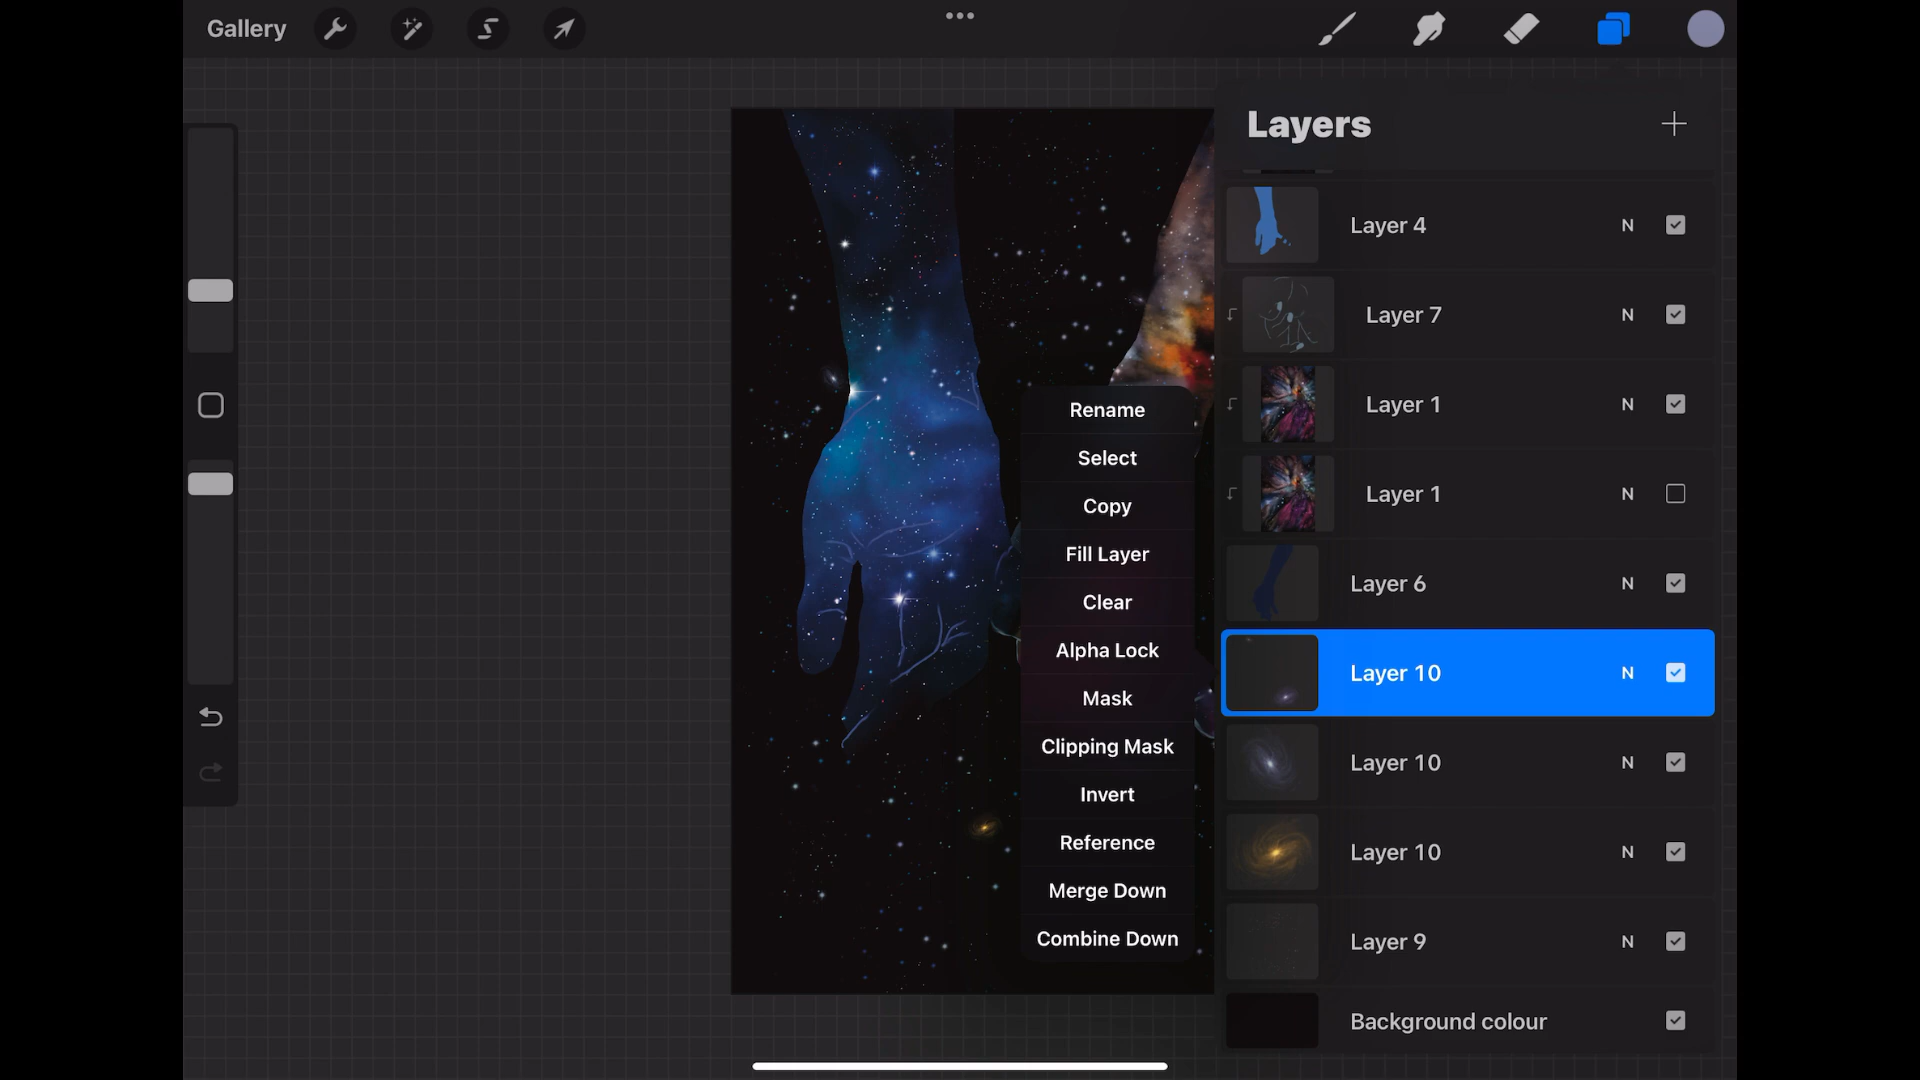 Gallery
Layers
Layer 4 N
Layer 7 N
Layer 1 N
Layer 1 N
Layer 6 N
Layer 10 N
Layer 10 N
Layer 10 N
Layer 9 N
Background colour
Rename
Select
Copy
Fill Layer
Clear
Alpha Lock
Mask
Clipping Mask
Invert
Reference
Merge Down
Combine Down